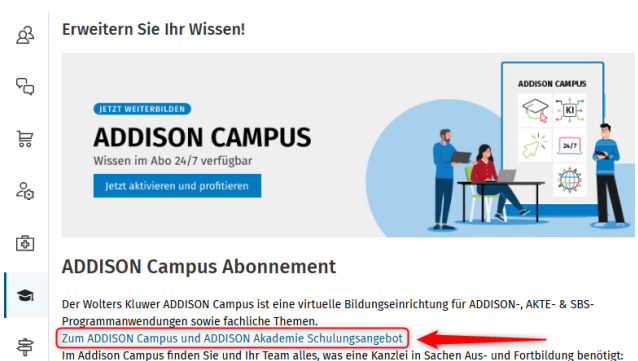 Erweitern Sie Ihr Wissen!
JETZT WEITERBILDEN
ADDISON CAMPUS
Wissen im Abo 24/7 verfügbar
Jetzt aktivieren und profitieren
ADDISON CAMPUS
KI
24/7
ADDISON Campus Abonnement
Der Wolters Kluwer ADDISON Campus ist eine virtuelle Bildungseinrichtung für ADDISON-, AKTE- & SBS-
Programmanwendungen sowie fachliche Themen.
Zum ADDISON Campus und ADDISON Akademie Schulungsangebot
Im Addison Campus finden Sie und Ihr Team alles, was eine Kanzlei in Sachen Aus- und Fortbildung benötigt.